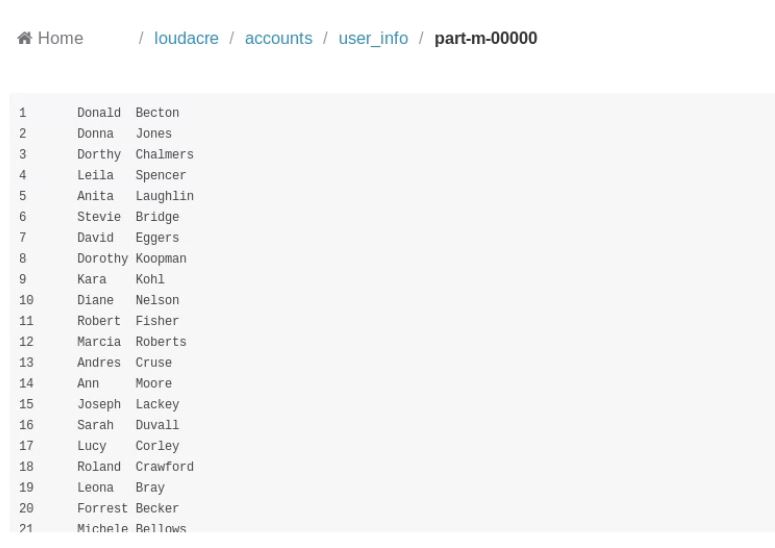 Home / loudacre / accounts / user_info / part-m-00000
1 Donald Becton
2 Donna Jones
3 Dorthy Chalmers
4 Leila Spencer
5 Anita Laughlin
6 Stevie Bridge
7 David Eggers
8 Dorothy Koopman
9 Kara Kohl
10 Diane Nelson
11 Robert Fisher
12 Marcia Roberts
13 Andres Cruse
14 Ann Moore
15 Joseph Lackey
16 Sarah Duvall
17 Lucy Corley
18 Roland Crawford
19 Leona Bray
20 Forrest Becker
21 Michele Bellows